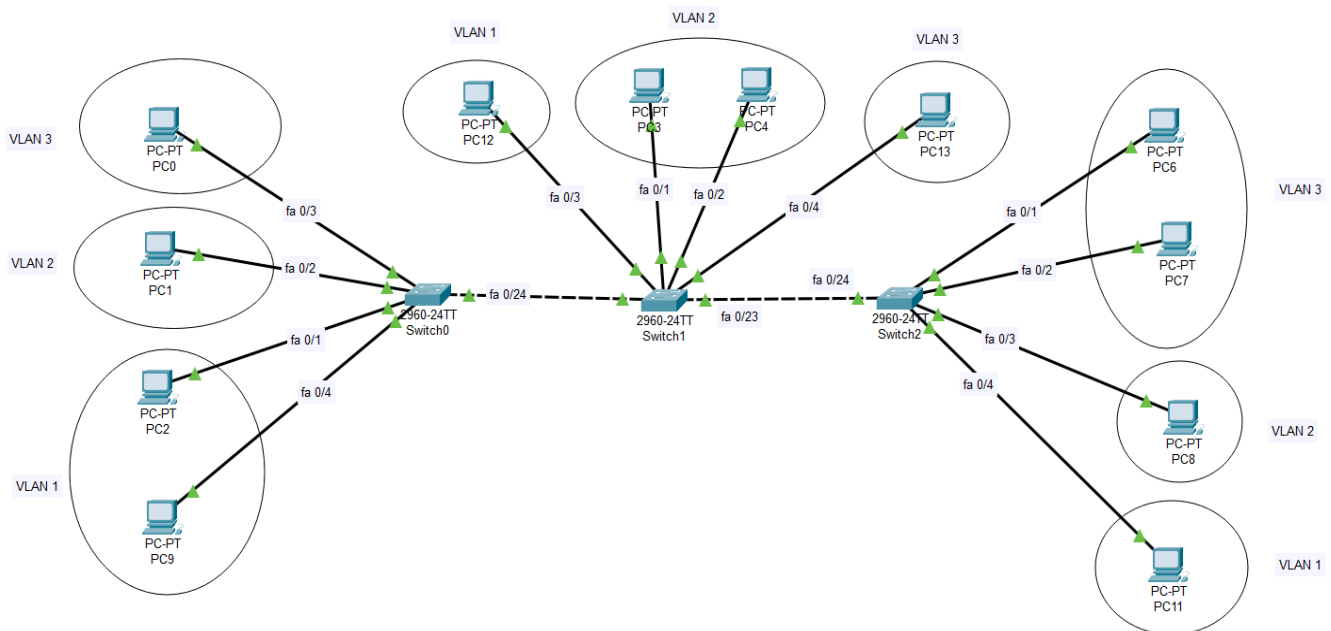 VLAN 1
VLAN 2
VLAN 3
VLAN 3
PC-PT
PC0
PC-PT
PC12
PC-PT
PC3
PC-PT
PC4
PC-PT
PC13
PC-PT
PC6
VLAN 3
fa 0/3
fa 0/3
fa 0/1
fa 0/2
fa 0/4
fa 0/1
VLAN 2
PC-PT
PC1
fa 0/2
PC-PT
PC7
fa 0/2
fa 0/24
2960-24TT
Switch0
2960-24TT
Switch1
fa 0/23
fa 0/24
2960-24TT
Switch2
fa 0/1
fa 0/3
PC-PT
PC2
fa 0/4
fa 0/4
PC-PT
PC8
VLAN 2
VLAN 1
PC-PT
PC9
PC-PT
PC11
VLAN 1